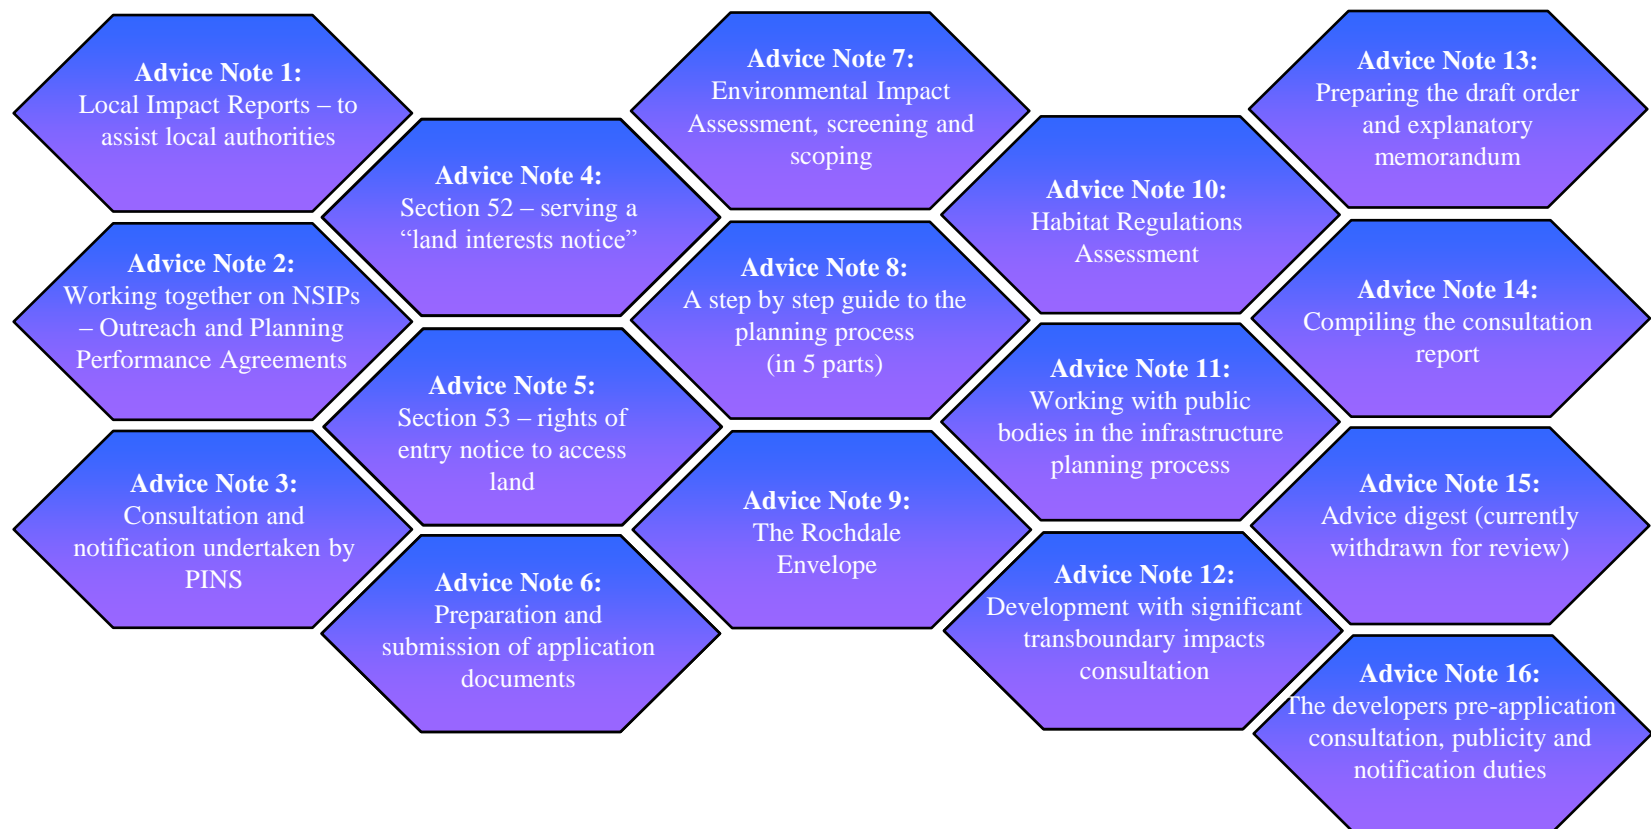 Advice Note 1:
Local Impact Reports – to
assist local authorities
Advice Note 2:
Working together on NSIPs
– Outreach and Planning
Performance Agreements
Advice Note 3:
Consultation and
notification undertaken by
PINS
Advice Note 4:
Section 52 – serving a
“land interests notice”
Advice Note 5:
Section 53 – rights of
entry notice to access
land
Advice Note 6:
Preparation and
submission of application
documents
Advice Note 7:
Environmental Impact
Assessment, screening and
scoping
Advice Note 8:
A step by step guide to the
planning process
(in 5 parts)
Advice Note 9:
The Rochdale
Envelope
Advice Note 10:
Habitat Regulations
Assessment
Advice Note 11:
Working with public
bodies in the infrastructure
planning process
Advice Note 12:
Development with significant
transboundary impacts
consultation
Advice Note 13:
Preparing the draft order
and explanatory
memorandum
Advice Note 14:
Compiling the consultation
report
Advice Note 15:
Advice digest (currently
withdrawn for review)
Advice Note 16:
The developers pre-application
consultation, publicity and
notification duties